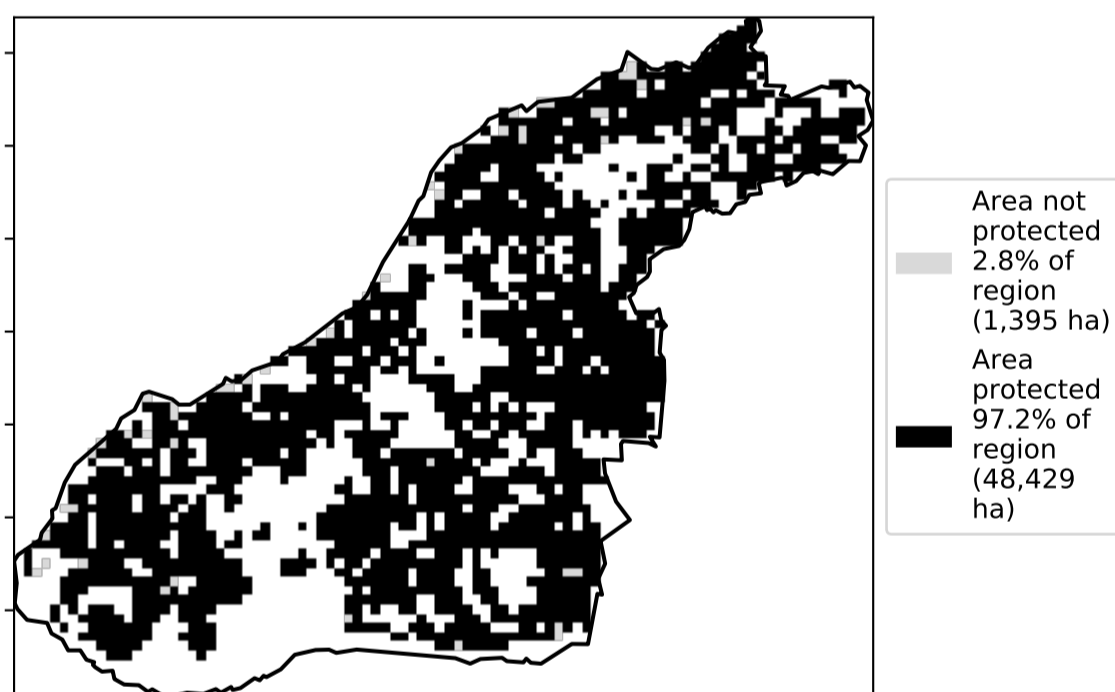 Area not
protected
2.8% of
region
(1,395 ha)
Area
protected
97.2% of
region
(48,429
ha)